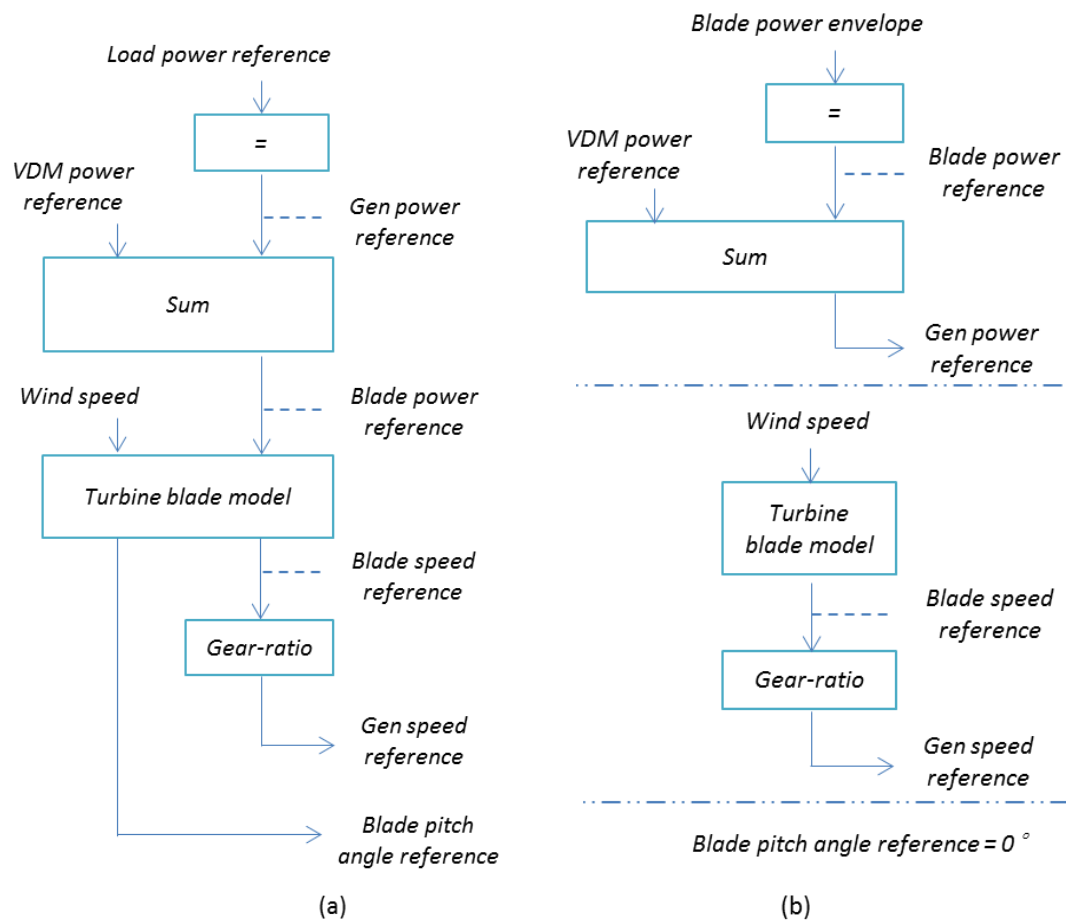 Load power reference
=
VDM power
reference
Gen power
reference
Sum
Wind speed
Blade power
reference
Turbine blade model
Blade speed
reference
Gear-ratio
Gen speed
reference
Blade pitch
angle reference
(a)
Blade power envelope
=
VDM power
reference
Blade power
reference
Sum
Gen power
reference
Wind speed
Turbine
blade model
Blade speed
reference
Gear-ratio
Gen speed
reference
Blade pitch angle reference = 0 °
(b)